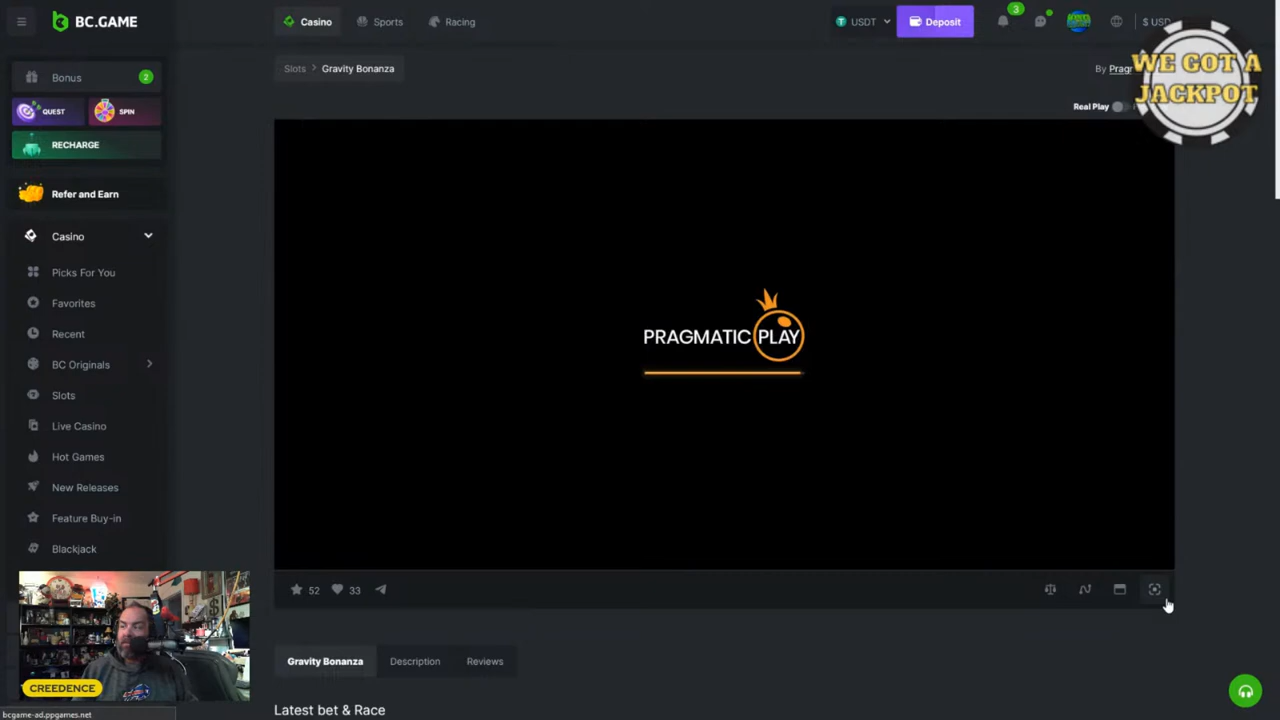 BC.GAME
Casino
Sports
Racing
USDT
Deposit
3
$ USD
WE GOT A
JACKPOT
Bonus
2
QUEST
SPIN
RECHARGE
Refer and Earn
Casino
Picks For You
Favorites
Recent
BC Originals
Slots
Live Casino
Hot Games
New Releases
Feature Buy-in
Blackjack
Slots > Gravity Bonanza
By Pragm
Real Play
PRAGMATIC PLAY
52
33
Gravity Bonanza
Description
Reviews
Latest bet & Race
CREEDENCE
bcgame-ad.ppgames.net